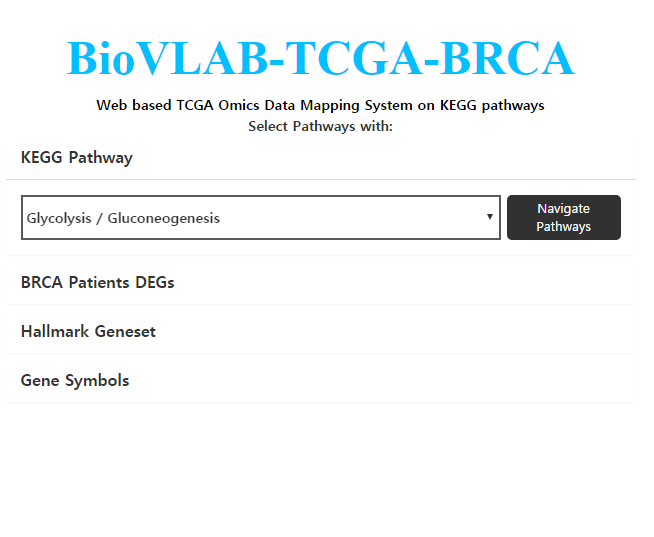 BioVLAB-TCGA-BRCA
Web based TCGA Omics Data Mapping System on KEGG pathways
Select Pathways with:
KEGG Pathway
Glycolysis / Gluconeogenesis
Navigate
Pathways
BRCA Patients DEGs
Hallmark Geneset
Gene Symbols